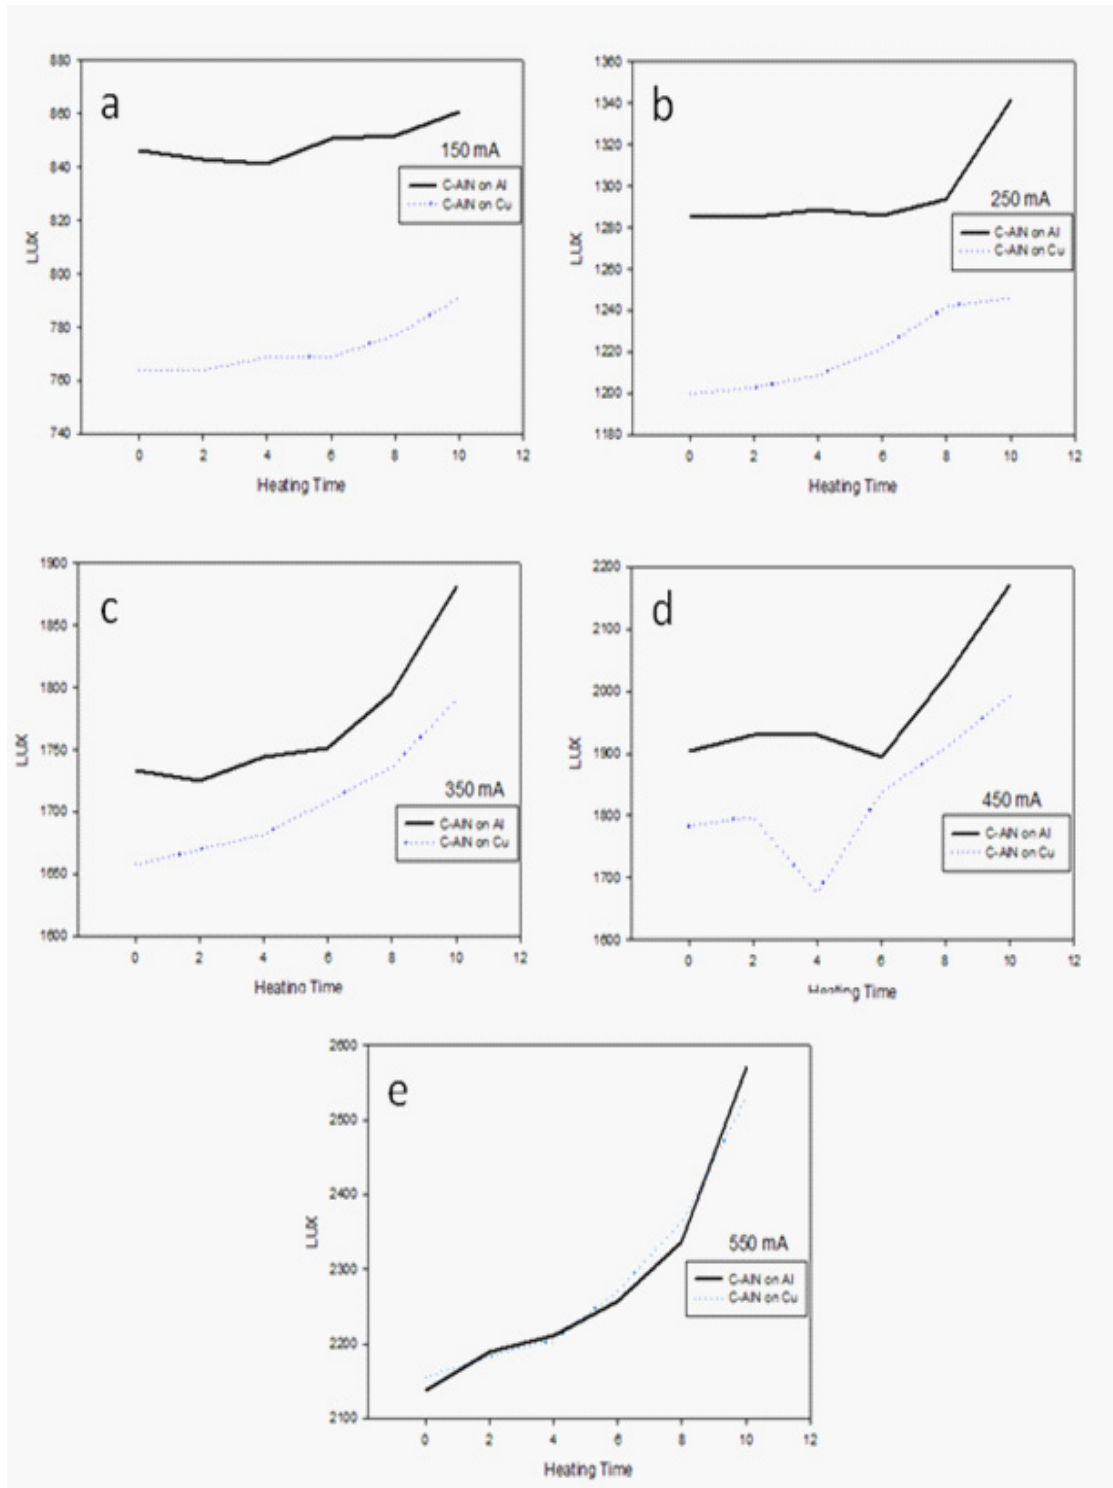 a
880
860
840
820
800
780
760
740
LUX
150 mA
C-AlN on Al
C-AlN on Cu
0 2 4 6 8 10 12
Heating Time
b
1360
1340
1320
1300
1280
1260
1240
1220
1200
1180
LUX
250 mA
C-AlN on Al
C-AlN on Cu
0 2 4 6 8 10 12
Heating Time
c
1900
1850
1800
1750
1700
1650
1600
LUX
350 mA
C-AlN on Al
C-AlN on Cu
0 2 4 6 8 10 12
Heating Time
d
2200
2100
2000
1900
1800
1700
1600
LUX
450 mA
C-AlN on Al
C-AlN on Cu
0 2 4 6 8 10 12
Heating Time
e
2600
2500
2400
2300
2200
2100
LUX
550 mA
C-AlN on Al
C-AlN on Cu
0 2 4 6 8 10 12
Heating Time